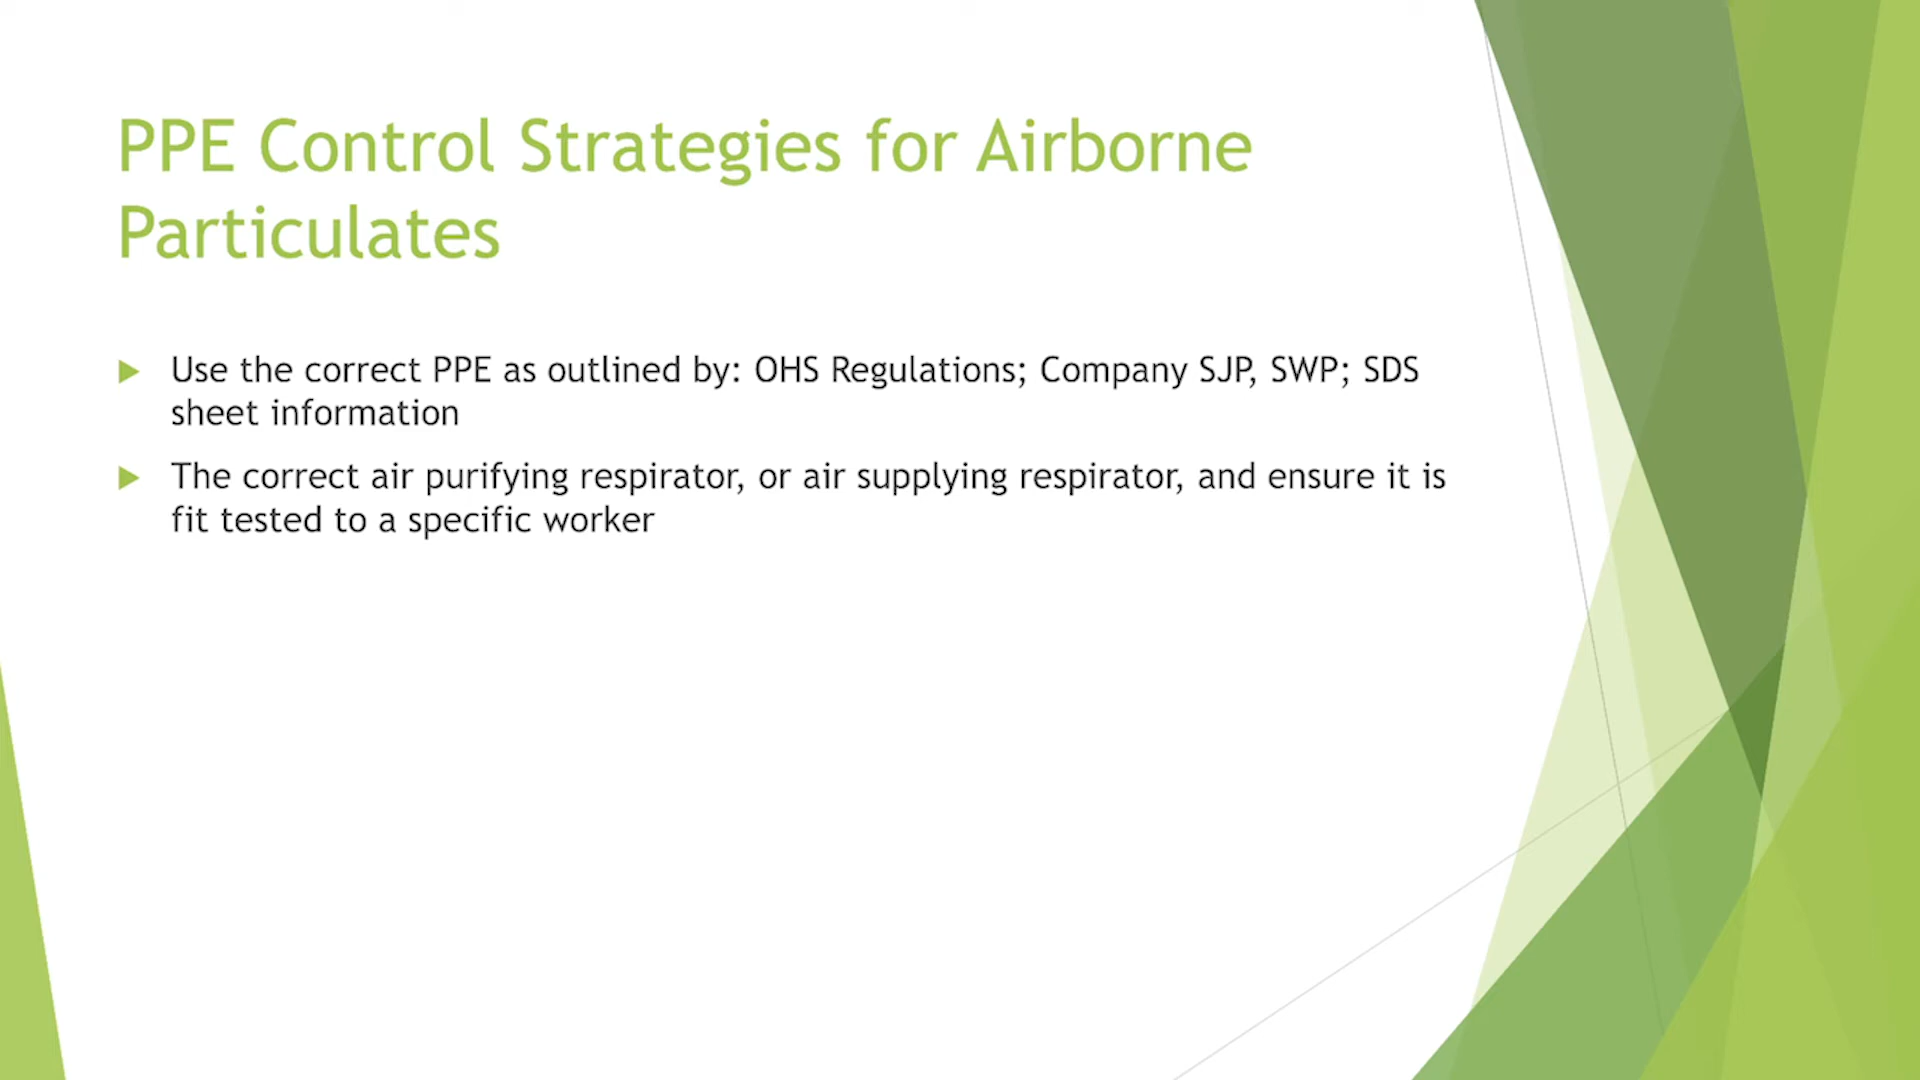 PPE Control Strategies for Airborne
Particulates
Use the correct PPE as outlined by: OHS Regulations; Company SJP, SWP; SDS
sheet information
The correct air purifying respirator, or air supplying respirator, and ensure it is
fit tested to a specific worker